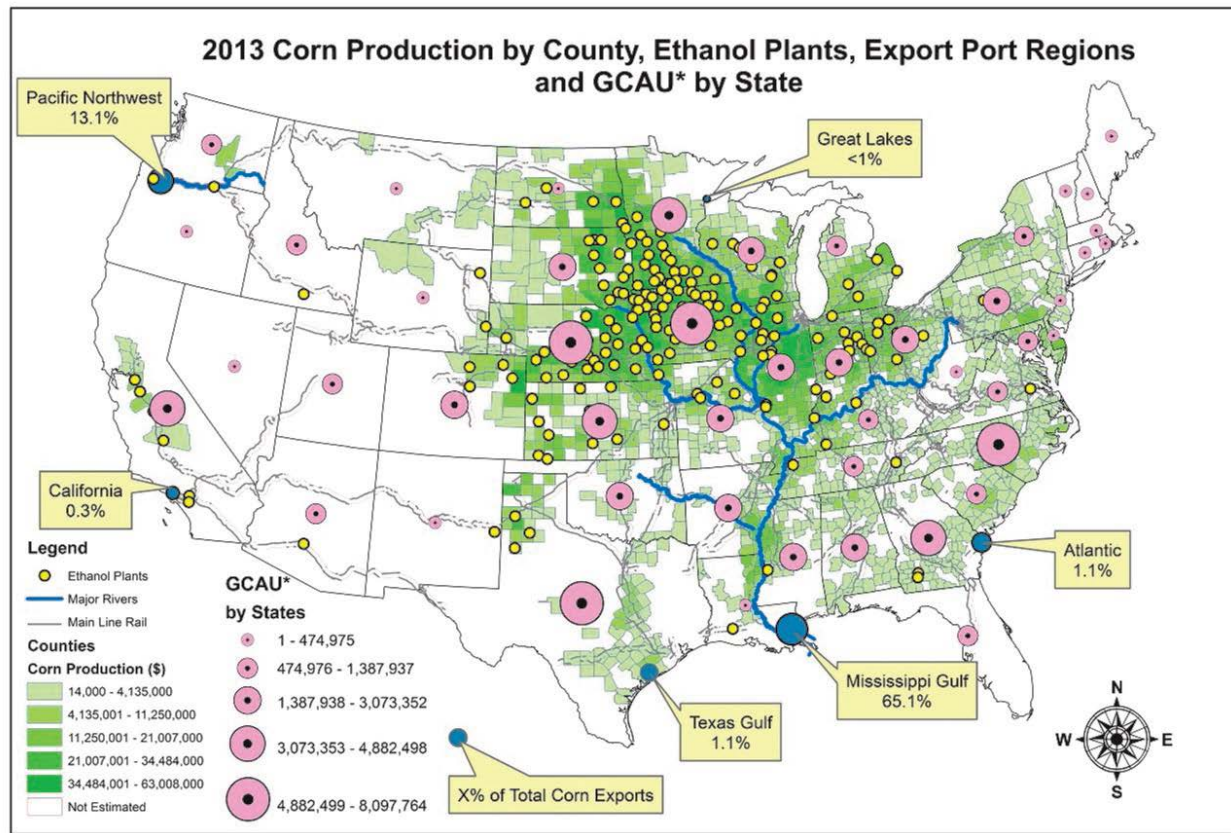 2013 Corn Production by County, Ethanol Plants, Export Port Regions
and GCAU* by State
Pacific Northwest
13.1%
Great Lakes
<1%
California
0.3%
Atlantic
1.1%
Mississippi Gulf
65.1%
Texas Gulf
1.1%
X% of Total Corn Exports
Legend
Ethanol Plants
Major Rivers
Main Line Rail
Counties
Corn Production ($)
14,000 - 4,135,000
4,135,001 - 11,250,000
11,250,001 - 21,007,000
21,007,001 - 34,484,000
34,484,001 - 63,008,000
Not Estimated
GCAU*
by States
1 - 474,975
474,976 - 1,387,937
1,387,938 - 3,073,352
3,073,353 - 4,882,498
4,882,499 - 8,097,764
N
W
E
S